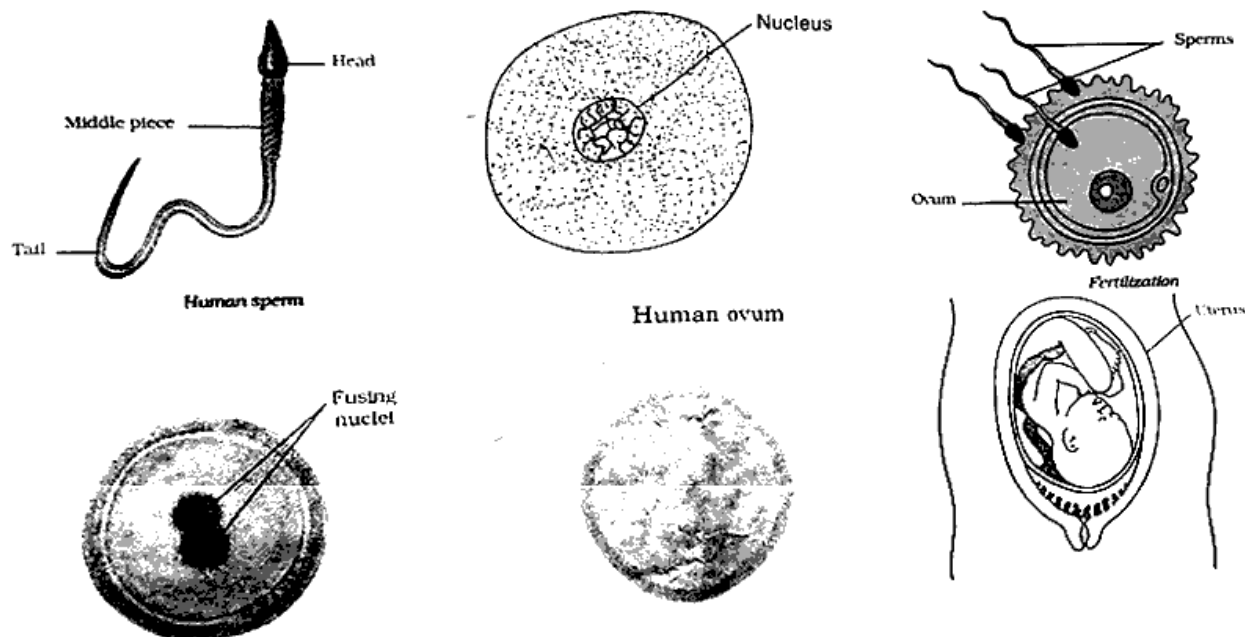 Head
Middle piece
Tail
Human sperm
Nucleus
Human ovum
Sperms
Ovum
Fertilization
Uterus
Fusing
nuclei